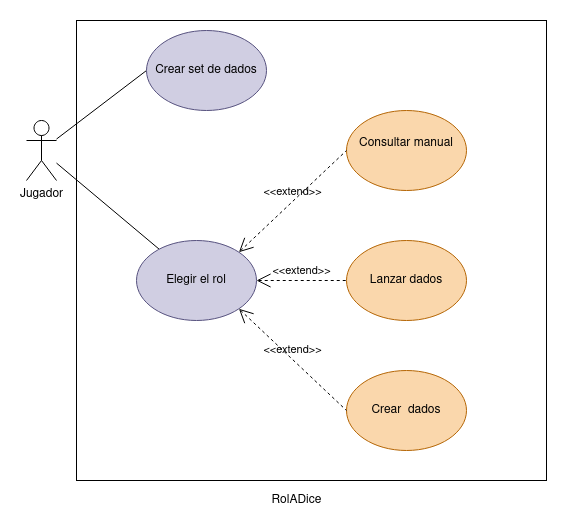 Crear set de dados
Consultar manual
Jugador
<<extend>>
Elegir el rol
<<extend>>
Lanzar dados
<<extend>>
Crear  dados
RolADice